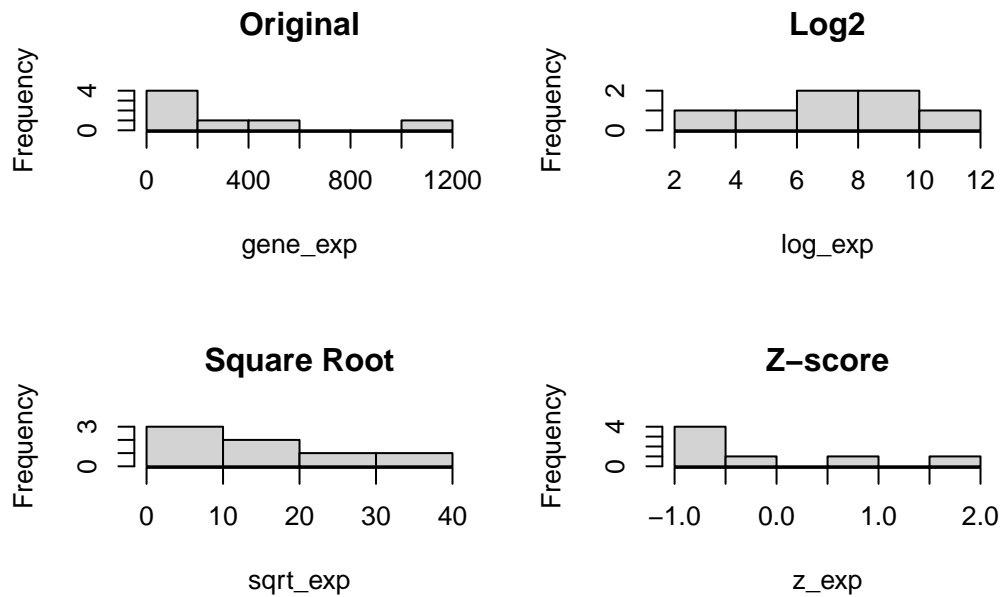 Original
Frequency
4
0
0 400 800 1200
gene_exp
Log2
Frequency
2
0
2 4 6 8 10 12
log_exp
Square Root
Frequency
3
0
0 10 20 30 40
sqrt_exp
Z−score
Frequency
4
0
−1.0 0.0 1.0 2.0
z_exp